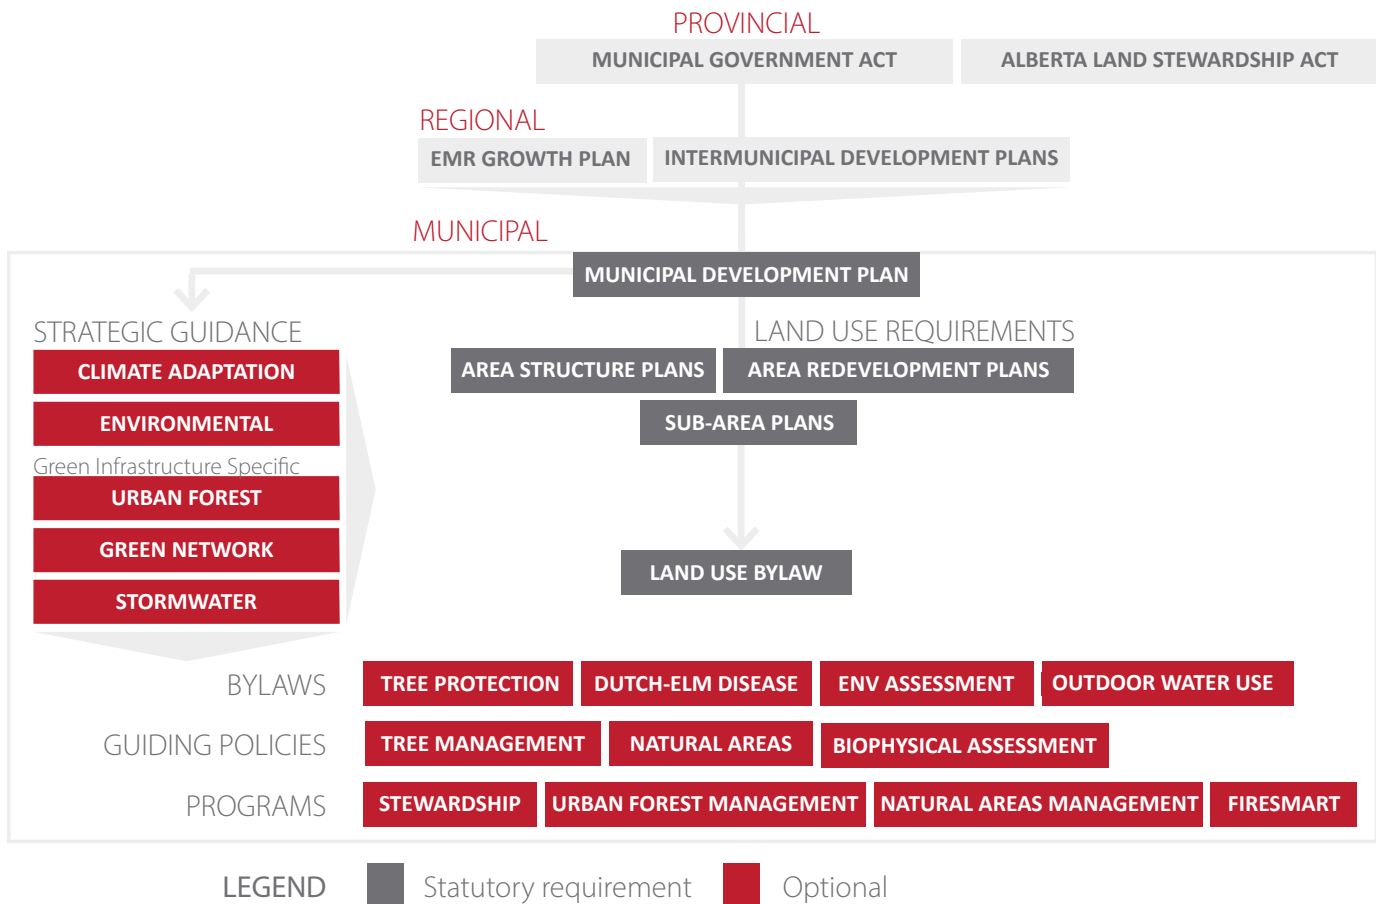 PROVINCIAL
MUNICIPAL GOVERNMENT ACT
ALBERTA LAND STEWARDSHIP ACT
REGIONAL
EMR GROWTH PLAN
INTERMUNICIPAL DEVELOPMENT PLANS
MUNICIPAL
MUNICIPAL DEVELOPMENT PLAN
STRATEGIC GUIDANCE
CLIMATE ADAPTATION
ENVIRONMENTAL
Green Infrastructure Specific
URBAN FOREST
GREEN NETWORK
STORMWATER
LAND USE REQUIREMENTS
AREA STRUCTURE PLANS
AREA REDEVELOPMENT PLANS
SUB-AREA PLANS
LAND USE BYLAW
BYLAWS
TREE PROTECTION
DUTCH-ELM DISEASE
ENV ASSESSMENT
OUTDOOR WATER USE
GUIDING POLICIES
TREE MANAGEMENT
NATURAL AREAS
BIOPHYSICAL ASSESSMENT
PROGRAMS
STEWARDSHIP
URBAN FOREST MANAGEMENT
NATURAL AREAS MANAGEMENT
FIRESMART
LEGEND
Statutory requirement
Optional